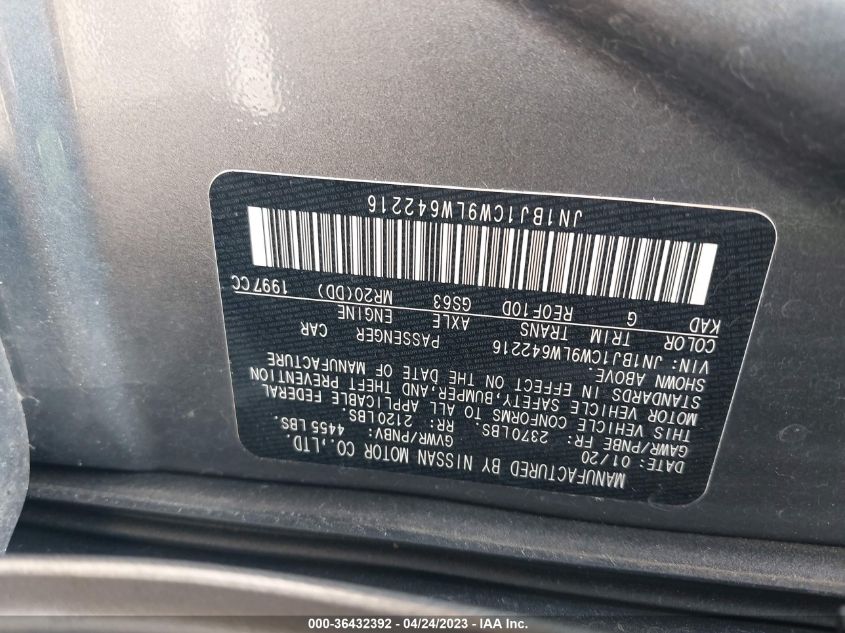 MANUFACTURED BY NISSAN MOTOR CO.,LTD.
DATE: 01/20 GVWR/PNBV: 4455 LBS.
GAWR/PNBE FR: 2370LBS. RR: 2120LBS.
THIS VEHICLE CONFORMS TO ALL APPLICABLE FEDERAL
MOTOR VEHICLE SAFETY,BUMPER,AND THEFT PREVENTION
STANDARDS IN EFFECT ON THE DATE OF MANUFACTURE
SHOWN ABOVE.
VIN: JN1BJ1CW9LW642216 PASSENGER CAR
COLOR TRIM TRANS AXLE ENGINE
KAD G RE0F10D GS63 MR20(DD) 1997CC
JN1BJ1CW9LW642216
000-36432392 - 04/24/2023 - IAA Inc.